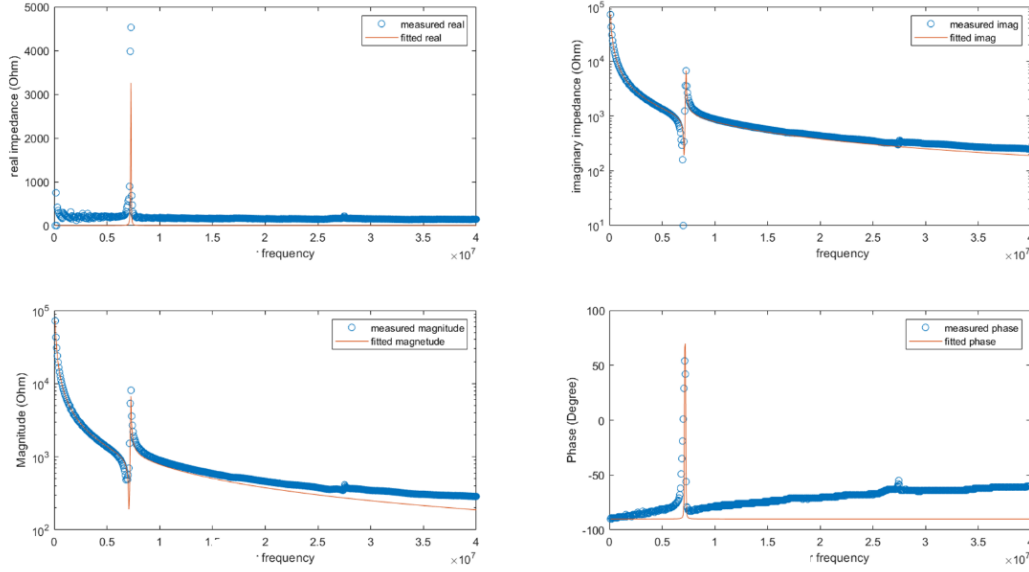 5000
4000
3000
2000
1000
0
real impedance (Ohm)
measured real
fitted real
0 0.5 1 1.5 2 2.5 3 3.5 4
frequency
×10^7
10^5
10^4
10^3
10^2
10^1
imaginary impedance (Ohm)
measured imag
fitted imag
0 0.5 1 1.5 2 2.5 3 3.5 4
frequency
×10^7
10^5
10^4
10^3
10^2
Magnitude (Ohm)
measured magnitude
fitted magnetude
0 0.5 1 1.5 2 2.5 3 3.5 4
frequency
×10^7
100
50
0
-50
-100
Phase (Degree)
measured phase
fitted phase
0 0.5 1 1.5 2 2.5 3 3.5 4
frequency
×10^7